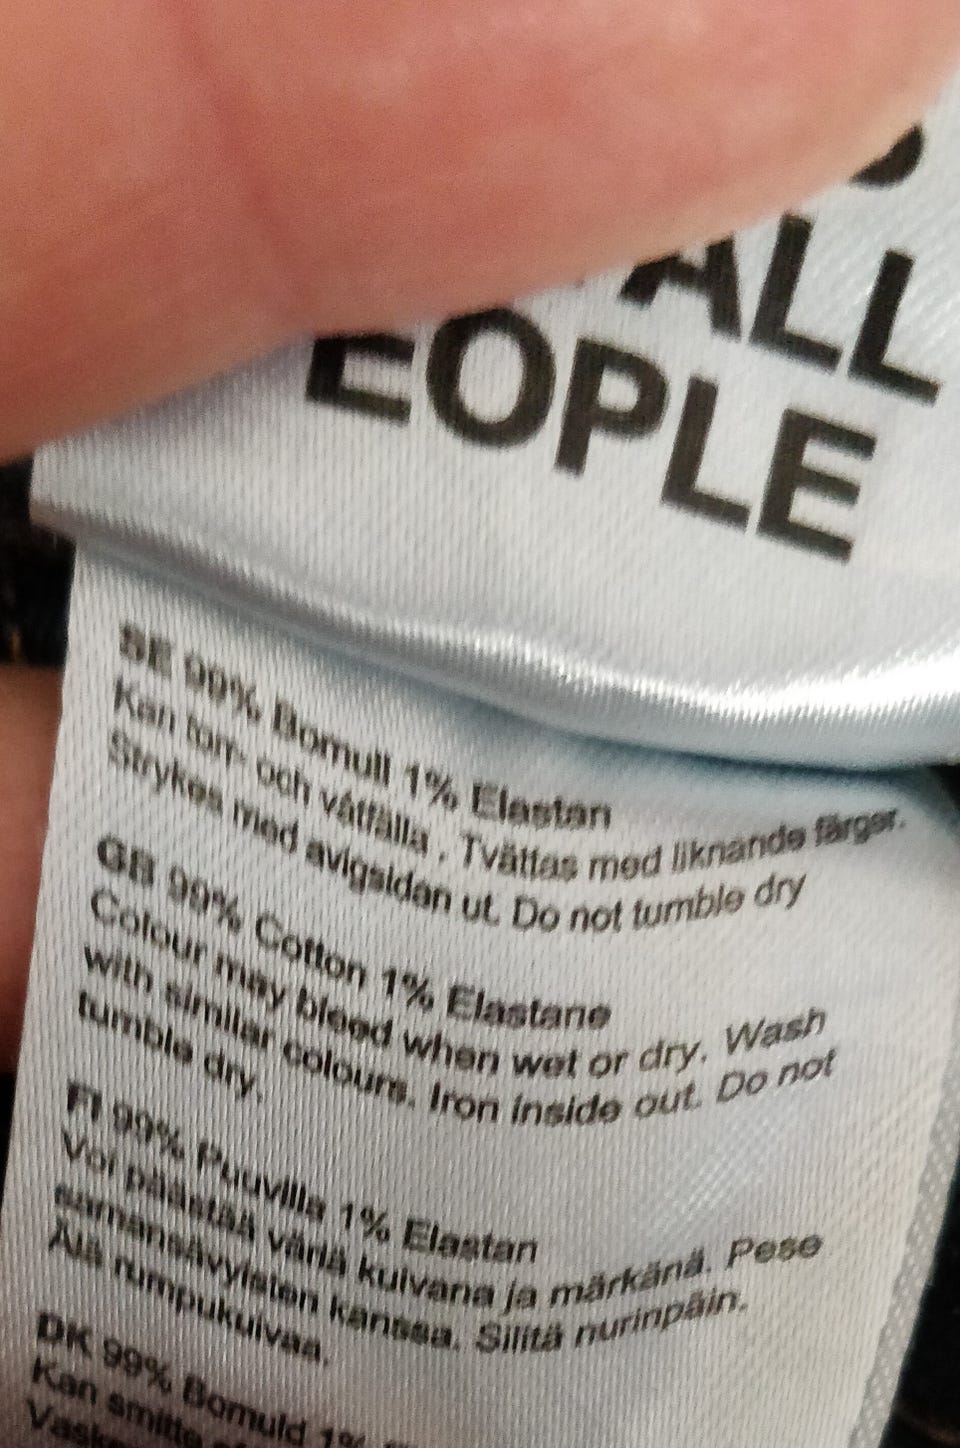 ALL
EOPLE
SE 99% Bomull 1% Elastan
Kan torr- och våtfälla . Tvättas med liknande färger.
Strykes med avigsidan ut. Do not tumble dry
GB 99% Cotton 1% Elastane
Colour may bleed when wet or dry. Wash
with similar colours. Iron inside out. Do not
tumble dry.
FI 99% Puuvilla 1% Elastan
Voi päästää väriä kuivana ja märkänä. Pese
samansävyisten kanssa. Silitä nurinpäin.
Älä rumpukuivaa.
DK 99% Bomuld 1%
Kan smitte